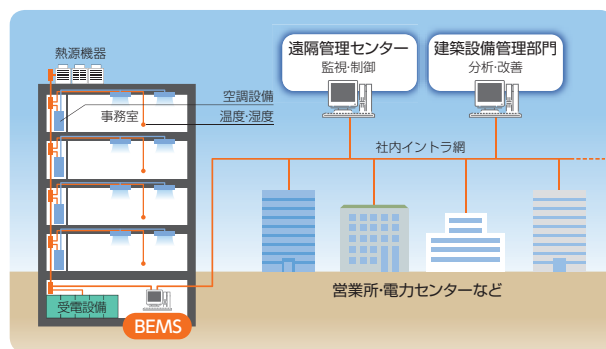 熱源機器
遠隔管理センター
監視・制御
建築設備管理部門
分析・改善
空調設備
事務室
温度・湿度
社内イントラ網
受電設備
BEMS
営業所・電力センターなど